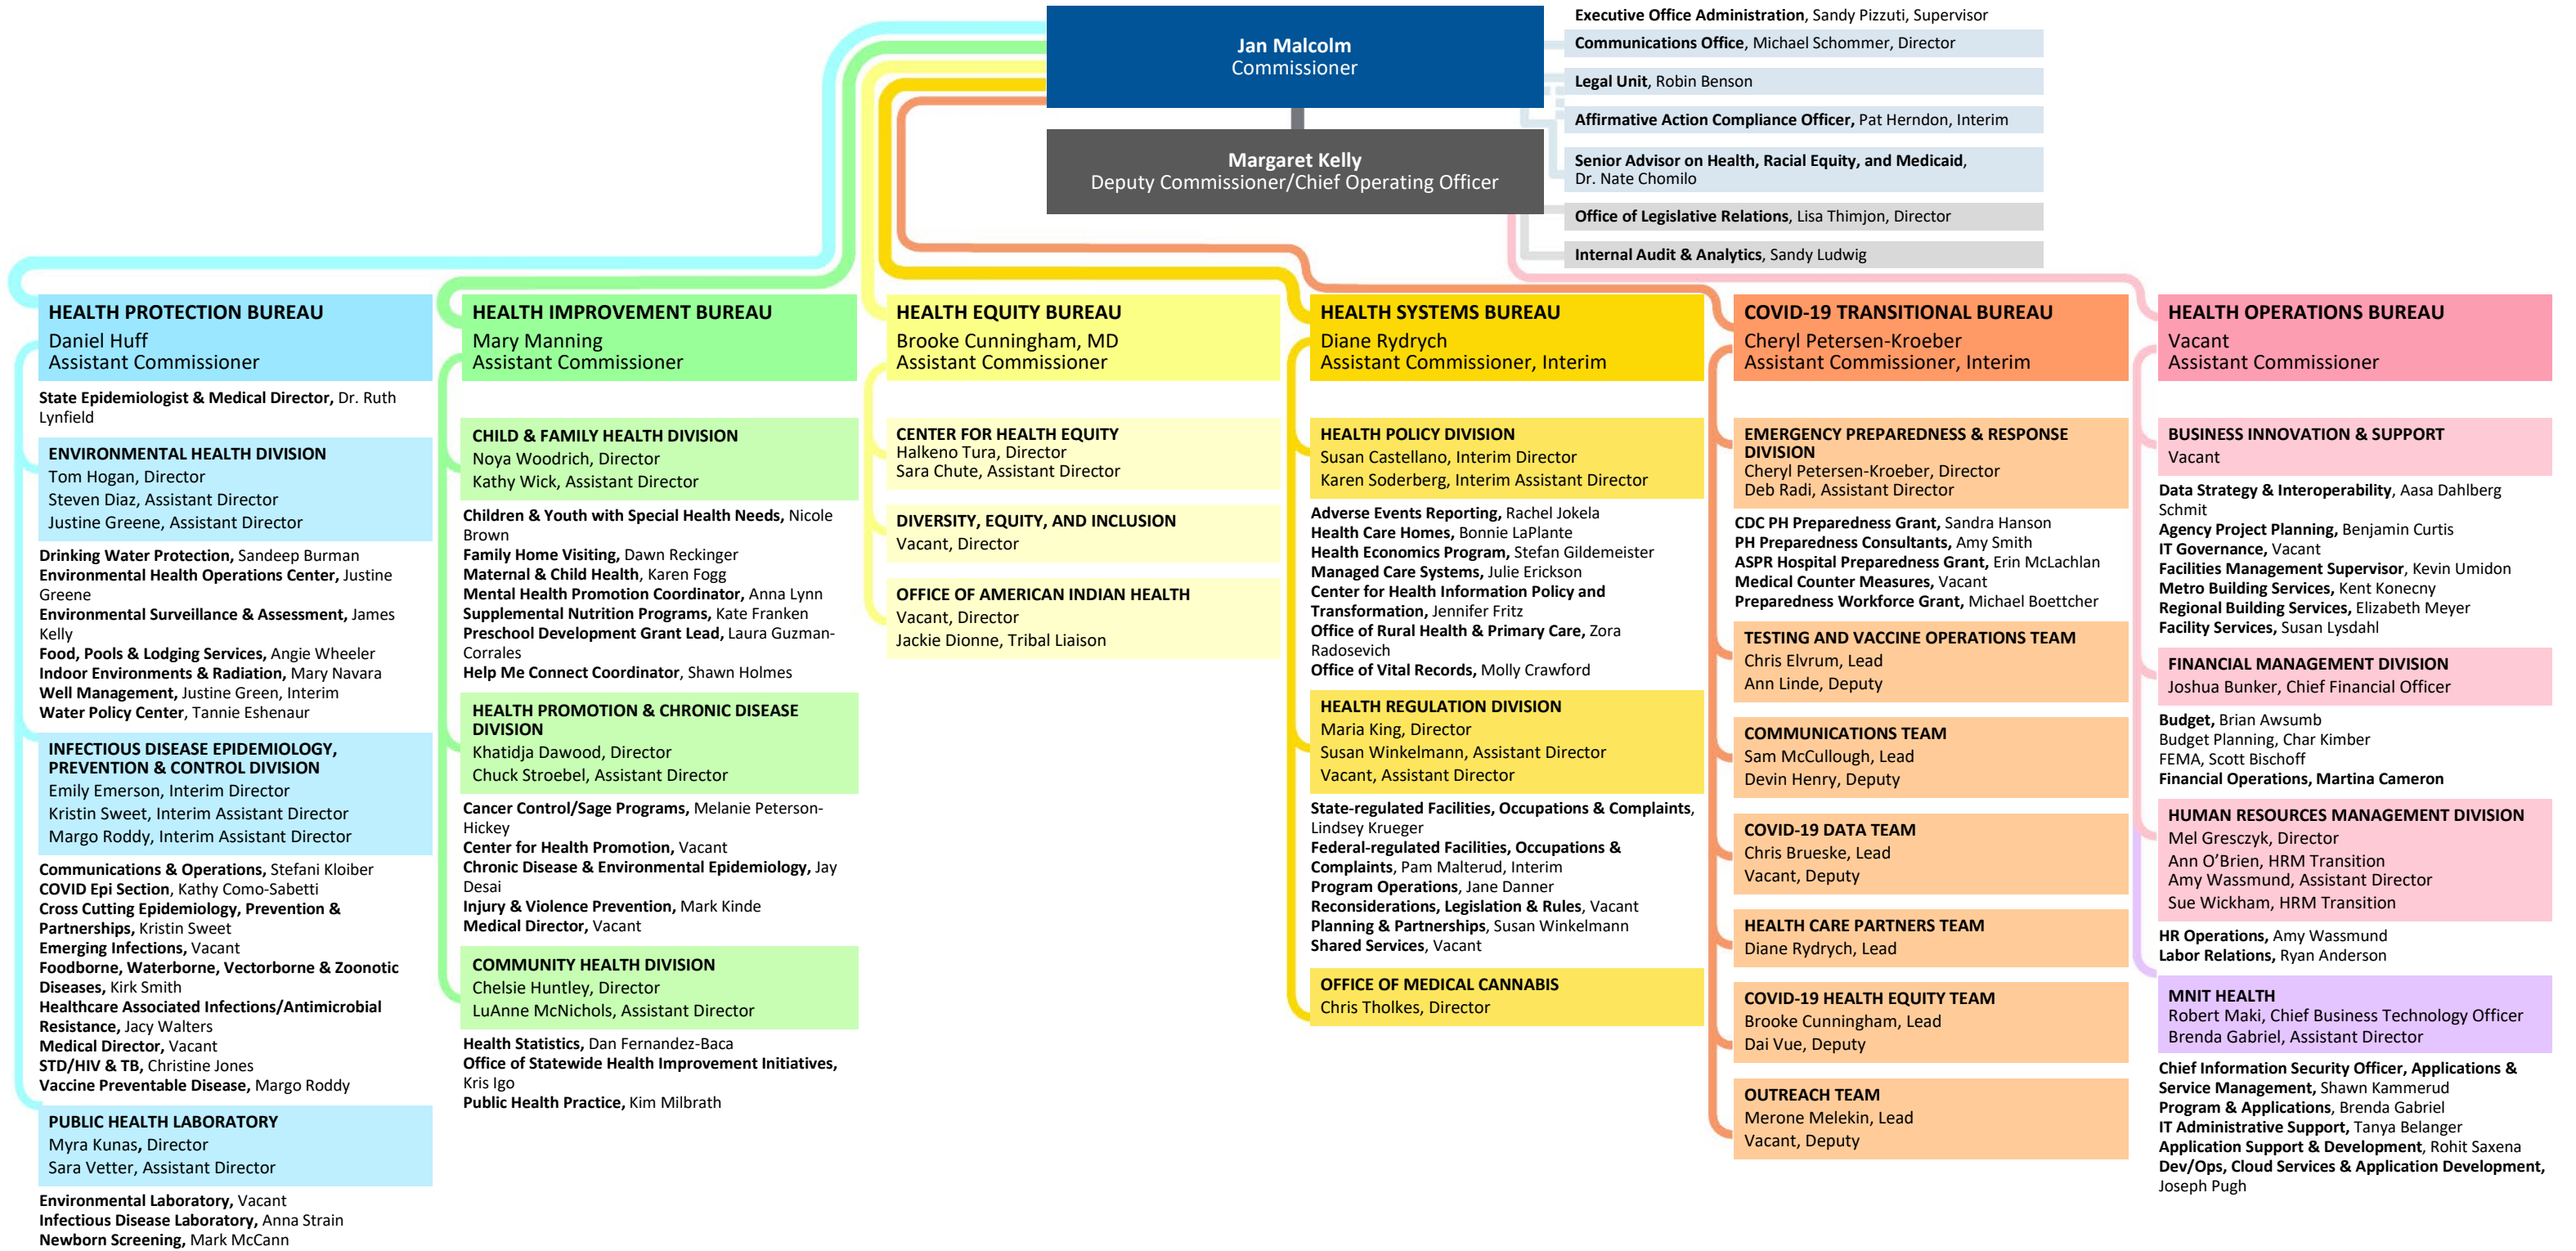 Jan Malcolm
Commissioner
Margaret Kelly
Deputy Commissioner/Chief Operating Officer
Executive Office Administration, Sandy Pizzuti, Supervisor
Communications Office, Michael Schommer, Director
Legal Unit, Robin Benson
Affirmative Action Compliance Officer, Pat Herndon, Interim
Senior Advisor on Health, Racial Equity, and Medicaid,
Dr. Nate Chomilo
Office of Legislative Relations, Lisa Thimjon, Director
Internal Audit & Analytics, Sandy Ludwig
HEALTH PROTECTION BUREAU
Daniel Huff
Assistant Commissioner
State Epidemiologist & Medical Director, Dr. Ruth
Lynfield
ENVIRONMENTAL HEALTH DIVISION
Tom Hogan, Director
Steven Diaz, Assistant Director
Justine Greene, Assistant Director
Drinking Water Protection, Sandeep Burman
Environmental Health Operations Center, Justine
Greene
Environmental Surveillance & Assessment, James
Kelly
Food, Pools & Lodging Services, Angie Wheeler
Indoor Environments & Radiation, Mary Navara
Well Management, Justine Green, Interim
Water Policy Center, Tannie Eshenaur
INFECTIOUS DISEASE EPIDEMIOLOGY,
PREVENTION & CONTROL DIVISION
Emily Emerson, Interim Director
Kristin Sweet, Interim Assistant Director
Margo Roddy, Interim Assistant Director
Communications & Operations, Stefani Kloiber
COVID Epi Section, Kathy Como-Sabetti
Cross Cutting Epidemiology, Prevention &
Partnerships, Kristin Sweet
Emerging Infections, Vacant
Foodborne, Waterborne, Vectorborne & Zoonotic
Diseases, Kirk Smith
Healthcare Associated Infections/Antimicrobial
Resistance, Jacy Walters
Medical Director, Vacant
STD/HIV & TB, Christine Jones
Vaccine Preventable Disease, Margo Roddy
PUBLIC HEALTH LABORATORY
Myra Kunas, Director
Sara Vetter, Assistant Director
Environmental Laboratory, Vacant
Infectious Disease Laboratory, Anna Strain
Newborn Screening, Mark McCann
HEALTH IMPROVEMENT BUREAU
Mary Manning
Assistant Commissioner
CHILD & FAMILY HEALTH DIVISION
Noya Woodrich, Director
Kathy Wick, Assistant Director
Children & Youth with Special Health Needs, Nicole
Brown
Family Home Visiting, Dawn Reckinger
Maternal & Child Health, Karen Fogg
Mental Health Promotion Coordinator, Anna Lynn
Supplemental Nutrition Programs, Kate Franken
Preschool Development Grant Lead, Laura Guzman-
Corrales
Help Me Connect Coordinator, Shawn Holmes
HEALTH PROMOTION & CHRONIC DISEASE
DIVISION
Khatidja Dawood, Director
Chuck Stroebel, Assistant Director
Cancer Control/Sage Programs, Melanie Peterson-
Hickey
Center for Health Promotion, Vacant
Chronic Disease & Environmental Epidemiology, Jay
Desai
Injury & Violence Prevention, Mark Kinde
Medical Director, Vacant
COMMUNITY HEALTH DIVISION
Chelsie Huntley, Director
LuAnne McNichols, Assistant Director
Health Statistics, Dan Fernandez-Baca
Office of Statewide Health Improvement Initiatives,
Kris Igo
Public Health Practice, Kim Milbrath
HEALTH EQUITY BUREAU
Brooke Cunningham, MD
Assistant Commissioner
CENTER FOR HEALTH EQUITY
Halkeno Tura, Director
Sara Chute, Assistant Director
DIVERSITY, EQUITY, AND INCLUSION
Vacant, Director
OFFICE OF AMERICAN INDIAN HEALTH
Vacant, Director
Jackie Dionne, Tribal Liaison
HEALTH SYSTEMS BUREAU
Diane Rydrych
Assistant Commissioner, Interim
HEALTH POLICY DIVISION
Susan Castellano, Interim Director
Karen Soderberg, Interim Assistant Director
Adverse Events Reporting, Rachel Jokela
Health Care Homes, Bonnie LaPlante
Health Economics Program, Stefan Gildemeister
Managed Care Systems, Julie Erickson
Center for Health Information Policy and
Transformation, Jennifer Fritz
Office of Rural Health & Primary Care, Zora
Radosevich
Office of Vital Records, Molly Crawford
HEALTH REGULATION DIVISION
Maria King, Director
Susan Winkelmann, Assistant Director
Vacant, Assistant Director
State-regulated Facilities, Occupations & Complaints,
Lindsey Krueger
Federal-regulated Facilities, Occupations &
Complaints, Pam Malterud, Interim
Program Operations, Jane Danner
Reconsiderations, Legislation & Rules, Vacant
Planning & Partnerships, Susan Winkelmann
Shared Services, Vacant
OFFICE OF MEDICAL CANNABIS
Chris Tholkes, Director
COVID-19 TRANSITIONAL BUREAU
Cheryl Petersen-Kroeber
Assistant Commissioner, Interim
EMERGENCY PREPAREDNESS & RESPONSE
DIVISION
Cheryl Petersen-Kroeber, Director
Deb Radi, Assistant Director
CDC PH Preparedness Grant, Sandra Hanson
PH Preparedness Consultants, Amy Smith
ASPR Hospital Preparedness Grant, Erin McLachlan
Medical Counter Measures, Vacant
Preparedness Workforce Grant, Michael Boettcher
TESTING AND VACCINE OPERATIONS TEAM
Chris Elvrum, Lead
Ann Linde, Deputy
COMMUNICATIONS TEAM
Sam McCullough, Lead
Devin Henry, Deputy
COVID-19 DATA TEAM
Chris Brueske, Lead
Vacant, Deputy
HEALTH CARE PARTNERS TEAM
Diane Rydrych, Lead
COVID-19 HEALTH EQUITY TEAM
Brooke Cunningham, Lead
Dai Vue, Deputy
OUTREACH TEAM
Merone Melekin, Lead
Vacant, Deputy
HEALTH OPERATIONS BUREAU
Vacant
Assistant Commissioner
BUSINESS INNOVATION & SUPPORT
Vacant
Data Strategy & Interoperability, Aasa Dahlberg
Schmit
Agency Project Planning, Benjamin Curtis
IT Governance, Vacant
Facilities Management Supervisor, Kevin Umidon
Metro Building Services, Kent Konecny
Regional Building Services, Elizabeth Meyer
Facility Services, Susan Lysdahl
FINANCIAL MANAGEMENT DIVISION
Joshua Bunker, Chief Financial Officer
Budget, Brian Awsumb
Budget Planning, Char Kimber
FEMA, Scott Bischoff
Financial Operations, Martina Cameron
HUMAN RESOURCES MANAGEMENT DIVISION
Mel Gresczyk, Director
Ann O’Brien, HRM Transition
Amy Wassmund, Assistant Director
Sue Wickham, HRM Transition
HR Operations, Amy Wassmund
Labor Relations, Ryan Anderson
MNIT HEALTH
Robert Maki, Chief Business Technology Officer
Brenda Gabriel, Assistant Director
Chief Information Security Officer, Applications &
Service Management, Shawn Kammerud
Program & Applications, Brenda Gabriel
IT Administrative Support, Tanya Belanger
Application Support & Development, Rohit Saxena
Dev/Ops, Cloud Services & Application Development,
Joseph Pugh